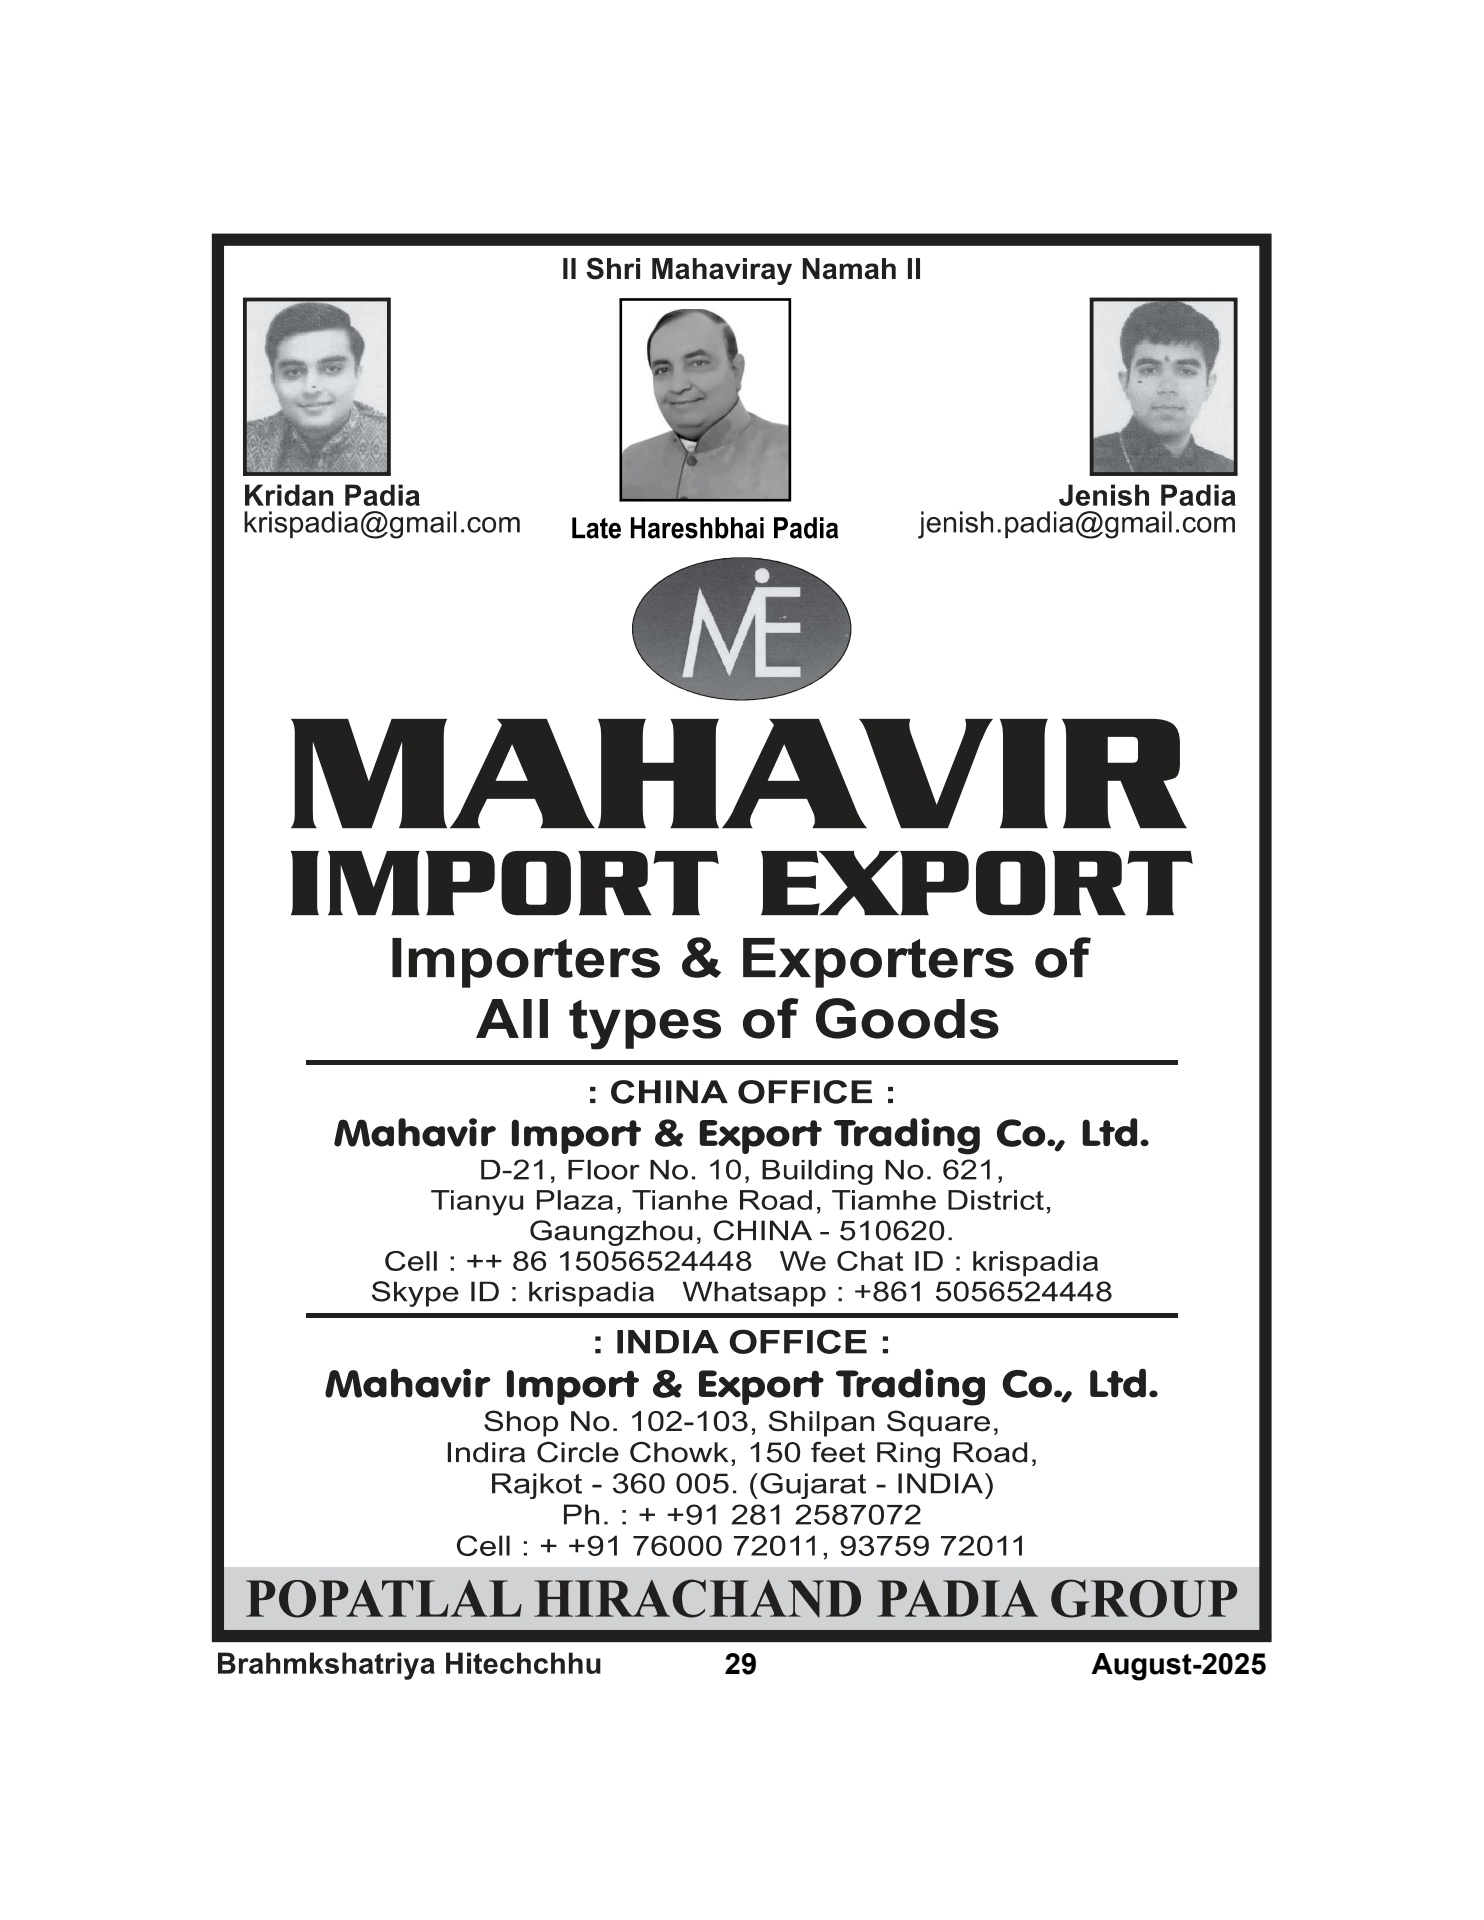 II Shri Mahaviray Namah II
Kridan Padia
krispadia@gmail.com
Late Hareshbhai Padia
Jenish Padia
jenish.padia@gmail.com
MIE
MAHAVIR
IMPORT EXPORT
Importers & Exporters of
All types of Goods
: CHINA OFFICE :
Mahavir Import & Export Trading Co., Ltd.
D-21, Floor No. 10, Building No. 621,
Tianyu Plaza, Tianhe Road, Tiamhe District,
Gaungzhou, CHINA - 510620.
Cell : ++ 86 15056524448 We Chat ID : krispadia
Skype ID : krispadia Whatsapp : +861 5056524448
: INDIA OFFICE :
Mahavir Import & Export Trading Co., Ltd.
Shop No. 102-103, Shilpan Square,
Indira Circle Chowk, 150 feet Ring Road,
Rajkot - 360 005. (Gujarat - INDIA)
Ph. : + +91 281 2587072
Cell : + +91 76000 72011, 93759 72011
POPATLAL HIRACHAND PADIA GROUP
Brahmkshatriya Hitechchhu 29 August-2025